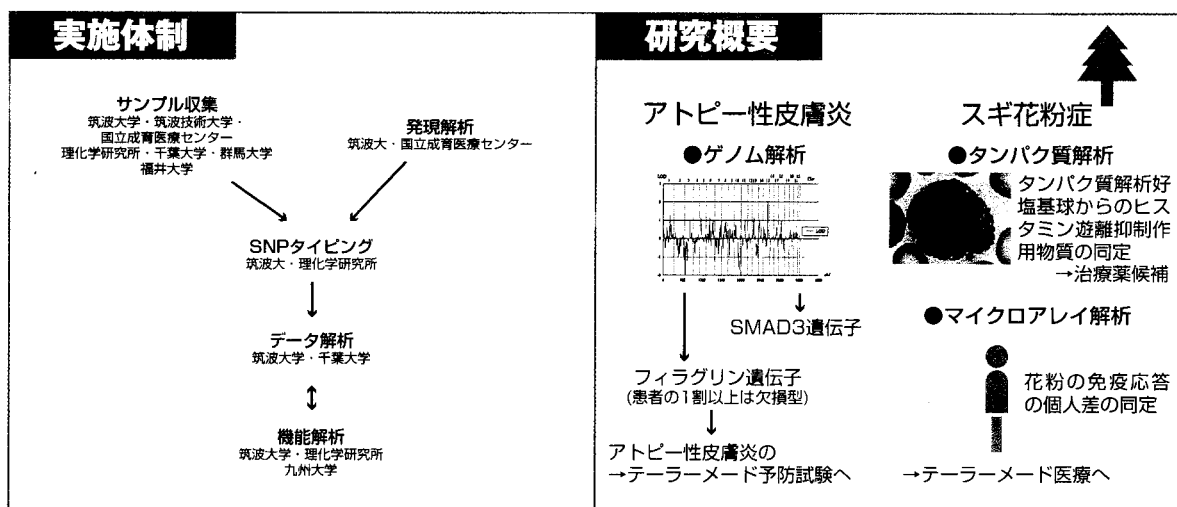 実施体制
サンプル収集
筑波大学・筑波技術大学・
国立成育医療センター
理化学研究所・千葉大学・群馬大学
福井大学
発現解析
筑波大・国立成育医療センター
SNPタイピング
筑波大・理化学研究所
データ解析
筑波大学・千葉大学
機能解析
筑波大学・理化学研究所
九州大学
研究概要
アトピー性皮膚炎
●ゲノム解析
SMAD3遺伝子
フィラグリン遺伝子
(患者の1割以上は欠損型)
アトピー性皮膚炎の
→テーラーメード予防試験へ
スギ花粉症
●タンパク質解析
タンパク質解析好
塩基球からのヒス
タミン遊離抑制作
用物質の同定
→治療薬候補
●マイクロアレイ解析
花粉の免疫応答
の個人差の同定
→テーラーメード医療へ